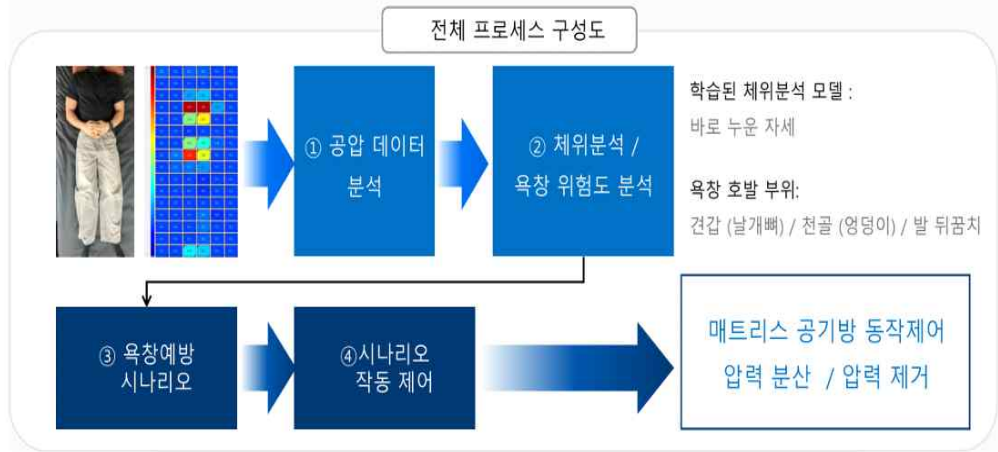 전체 프로세스 구성도
① 공압 데이터
분석
② 체위분석 /
욕창 위험도 분석
학습된 체위분석 모델 :
바로 누운 자세
욕창 호발 부위:
견갑 (날개뼈) / 천골 (엉덩이) / 발 뒤꿈치
③ 욕창예방
시나리오
④시나리오
작동 제어
매트리스 공기방 동작제어
압력 분산 / 압력 제거